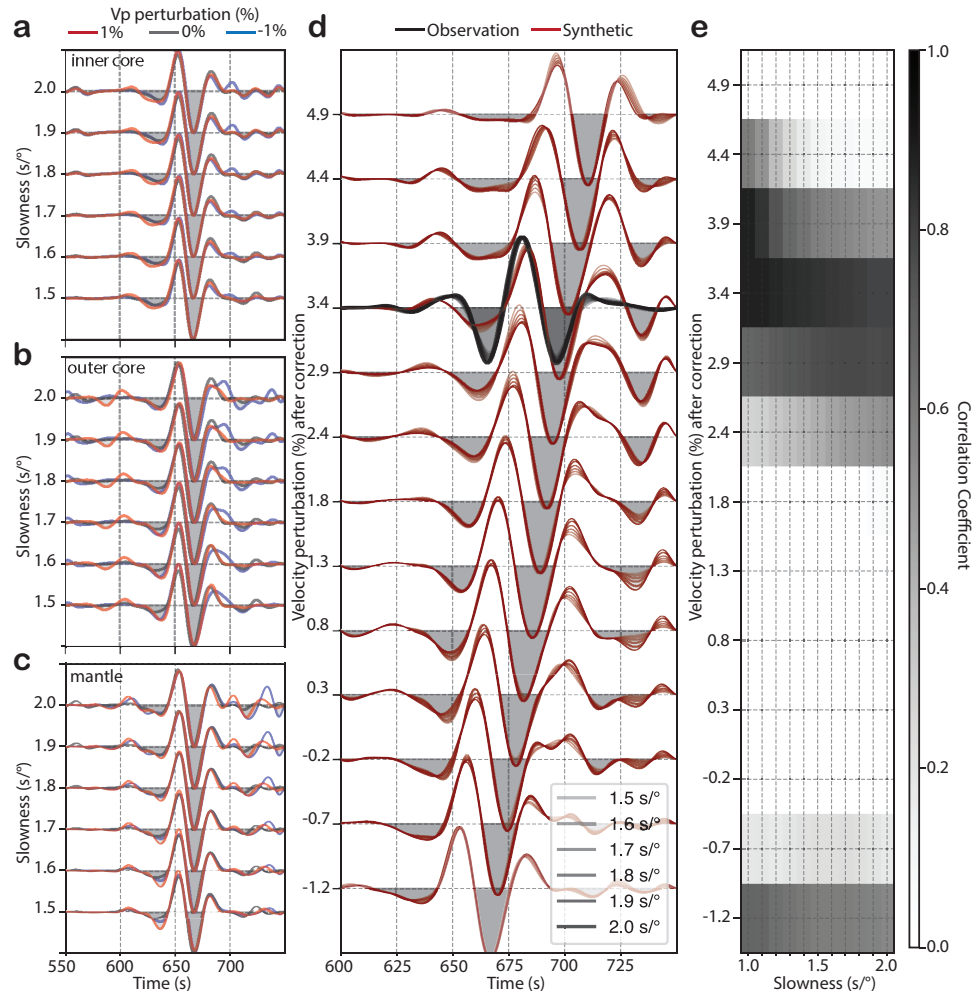 a
Vp perturbation (%)
1% 0% -1%
inner core
Slowness (s/°)
2.0
1.9
1.8
1.7
1.6
1.5
600 650 700
b
outer core
Slowness (s/°)
2.0
1.9
1.8
1.7
1.6
1.5
600 650 700
c
mantle
Slowness (s/°)
2.0
1.9
1.8
1.7
1.6
1.5
550 600 650 700
Time (s)
d
Observation Synthetic
Velocity perturbation (%) after correction
4.9
4.4
3.9
3.4
2.9
2.4
1.8
1.3
0.8
0.3
-0.2
-0.7
-1.2
1.5 s/°
1.6 s/°
1.7 s/°
1.8 s/°
1.9 s/°
2.0 s/°
600 625 650 675 700 725
Time (s)
e
Velocity perturbation (%) after correction
4.9
4.4
3.9
3.4
2.9
2.4
1.8
1.3
0.8
0.3
-0.2
-0.7
-1.2
1.0 1.5 2.0
Slowness (s/°)
1.0
0.8
0.6
0.4
0.2
0.0
Correlation Coefficient